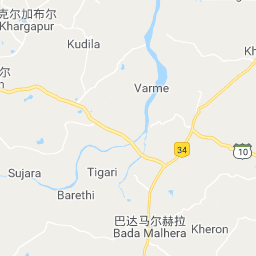 克尔加布尔
Khargapur
Kudila
Kh
尔
Varme
n
34
10
Tigari
Sujara
Barethi
巴达马尔赫拉
Bada Malhera
Kheron